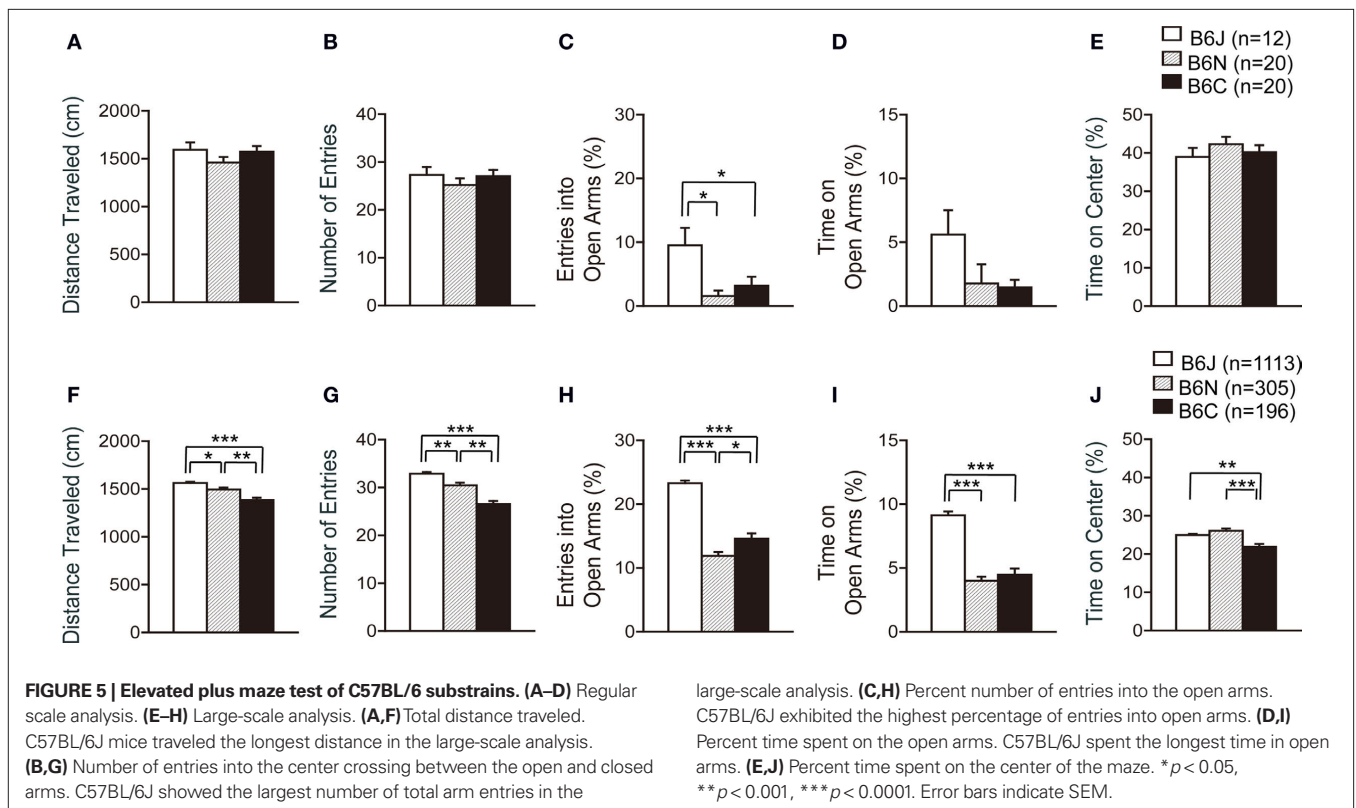 A
B
C
D
E
B6J (n=12)
B6N (n=20)
B6C (n=20)
Distance Traveled (cm)
2000
1500
1000
500
0
Number of Entries
40
30
20
10
0
Entries into
Open Arms (%)
30
20
10
0
*
*
Time on
Open Arms (%)
15
10
5
0
Time on Center (%)
50
40
30
20
10
0
F
G
H
I
J
B6J (n=1113)
B6N (n=305)
B6C (n=196)
Distance Traveled (cm)
2000
1500
1000
500
0
***
*
**
Number of Entries
40
30
20
10
0
***
**
**
Entries into
Open Arms (%)
30
20
10
0
***
***
*
Time on
Open Arms (%)
15
10
5
0
***
***
Time on Center (%)
50
40
30
20
10
0
**
***
FIGURE 5 | Elevated plus maze test of C57BL/6 substrains. (A–D) Regular
scale analysis. (E–H) Large-scale analysis. (A,F) Total distance traveled.
C57BL/6J mice traveled the longest distance in the large-scale analysis.
(B,G) Number of entries into the center crossing between the open and closed
arms. C57BL/6J showed the largest number of total arm entries in the
large-scale analysis. (C,H) Percent number of entries into the open arms.
C57BL/6J exhibited the highest percentage of entries into open arms. (D,I)
Percent time spent on the open arms. C57BL/6J spent the longest time in open
arms. (E,J) Percent time spent on the center of the maze. *p < 0.05,
**p < 0.001, ***p < 0.0001. Error bars indicate SEM.